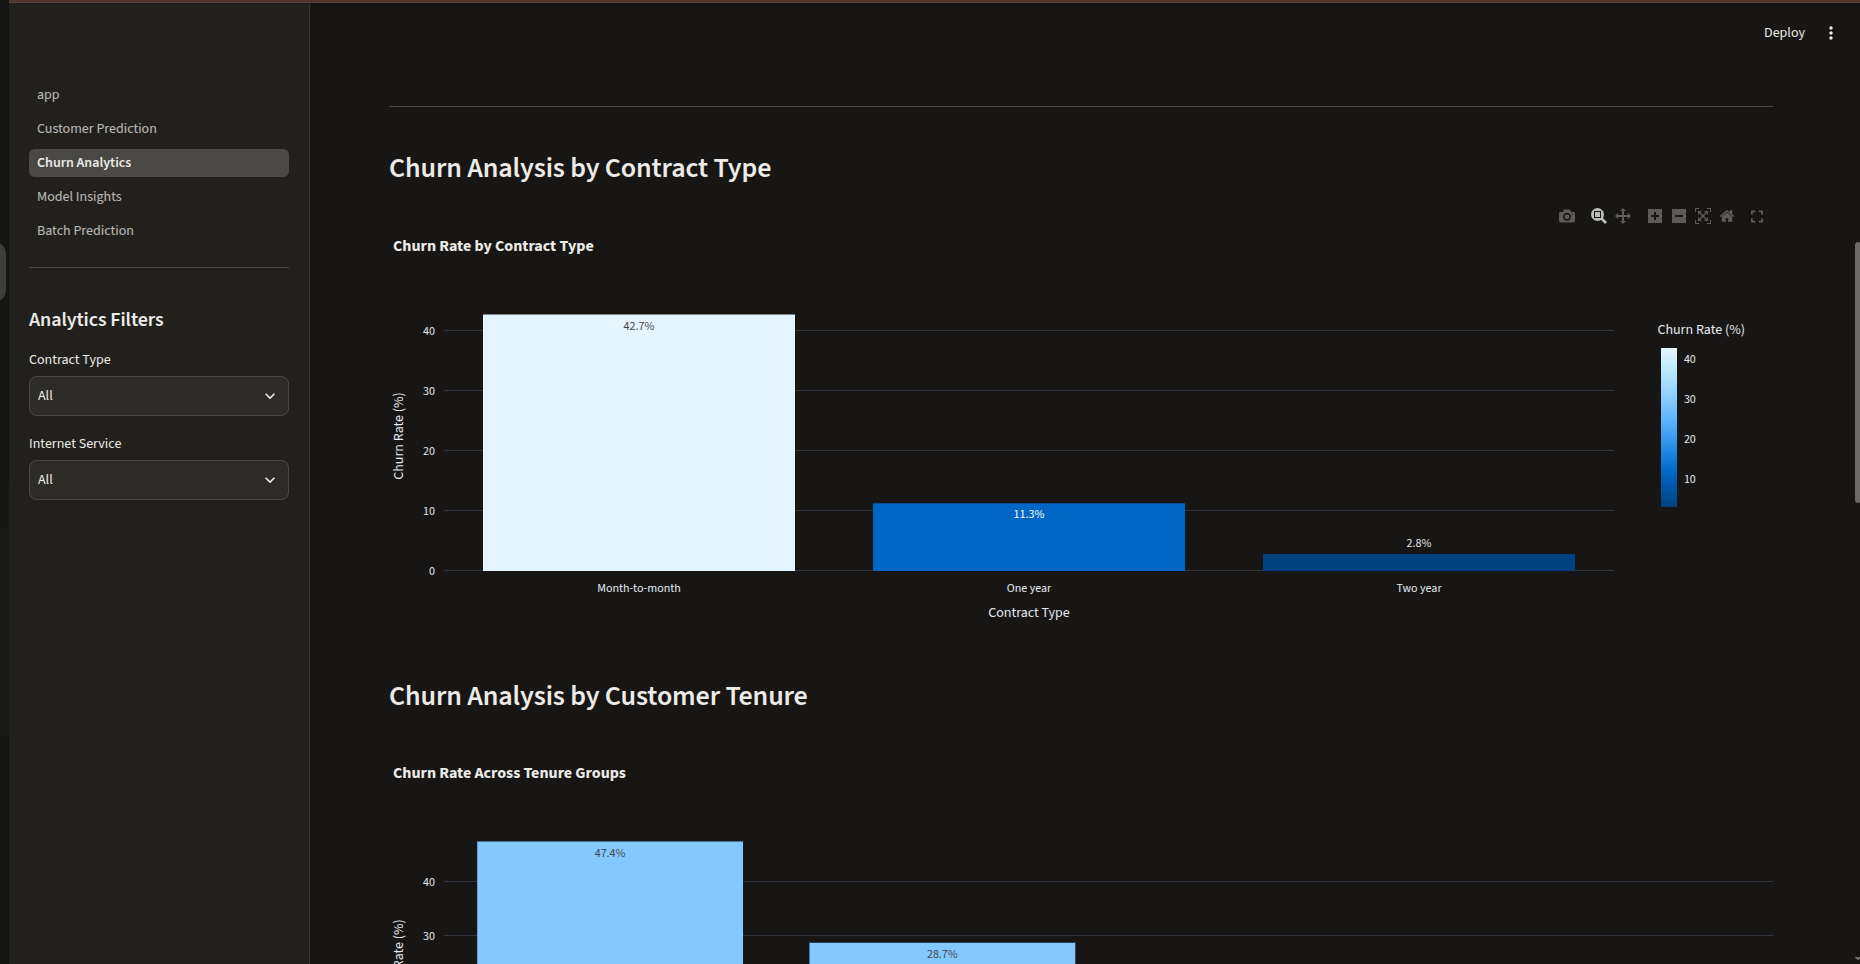 Deploy
app
Customer Prediction
Churn Analytics
Model Insights
Batch Prediction
Analytics Filters
Contract Type
All
Internet Service
All
Churn Analysis by Contract Type
Churn Rate by Contract Type
Churn Rate (%)
40
30
20
10
0
42.7%
11.3%
2.8%
Month-to-month
One year
Two year
Contract Type
Churn Rate (%)
40
30
20
10
Churn Analysis by Customer Tenure
Churn Rate Across Tenure Groups
Rate (%)
40
30
47.4%
28.7%